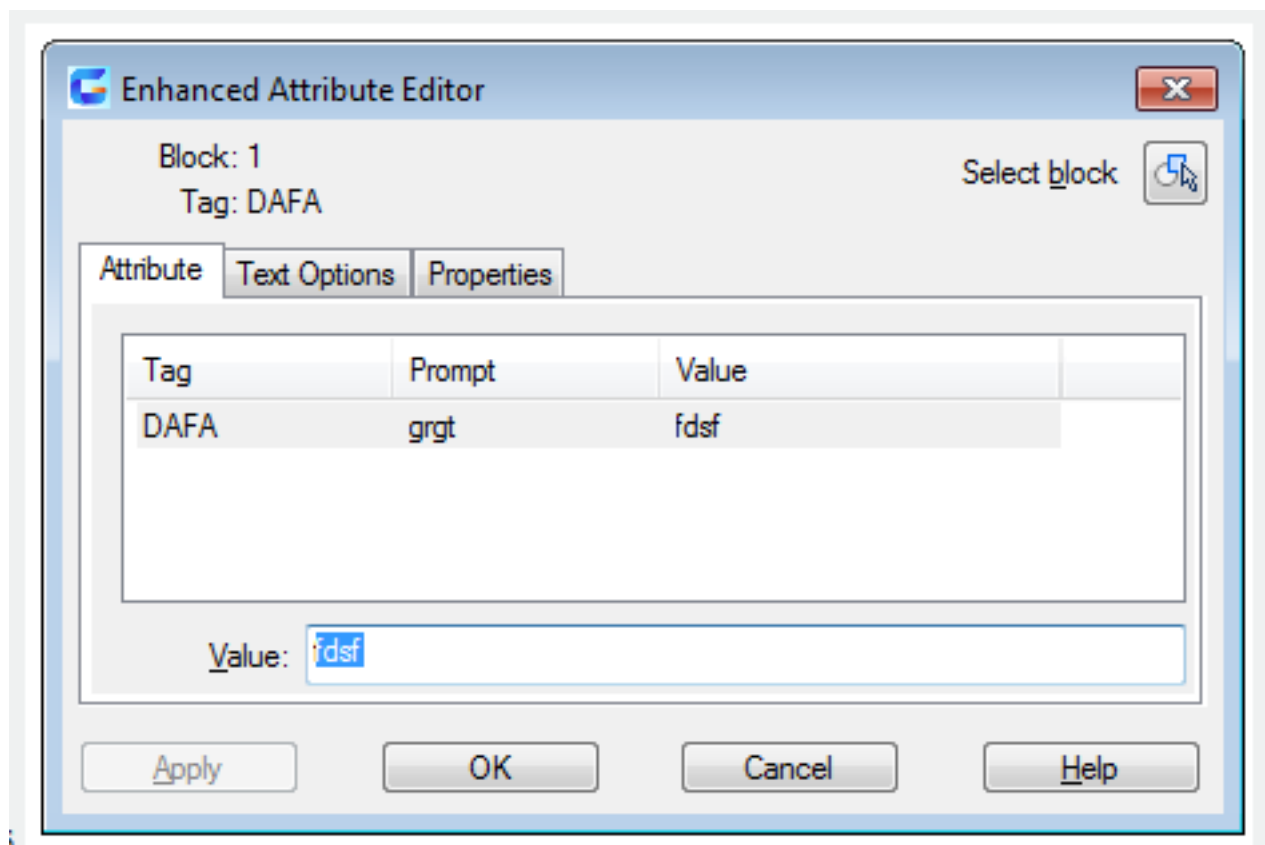 Enhanced Attribute Editor
Block: 1
Select block
Tag: DAFA
Attribute Text Options Properties
Tag Prompt Value
DAFA grgt fdsf
Value: fdsf
Apply OK Cancel Help